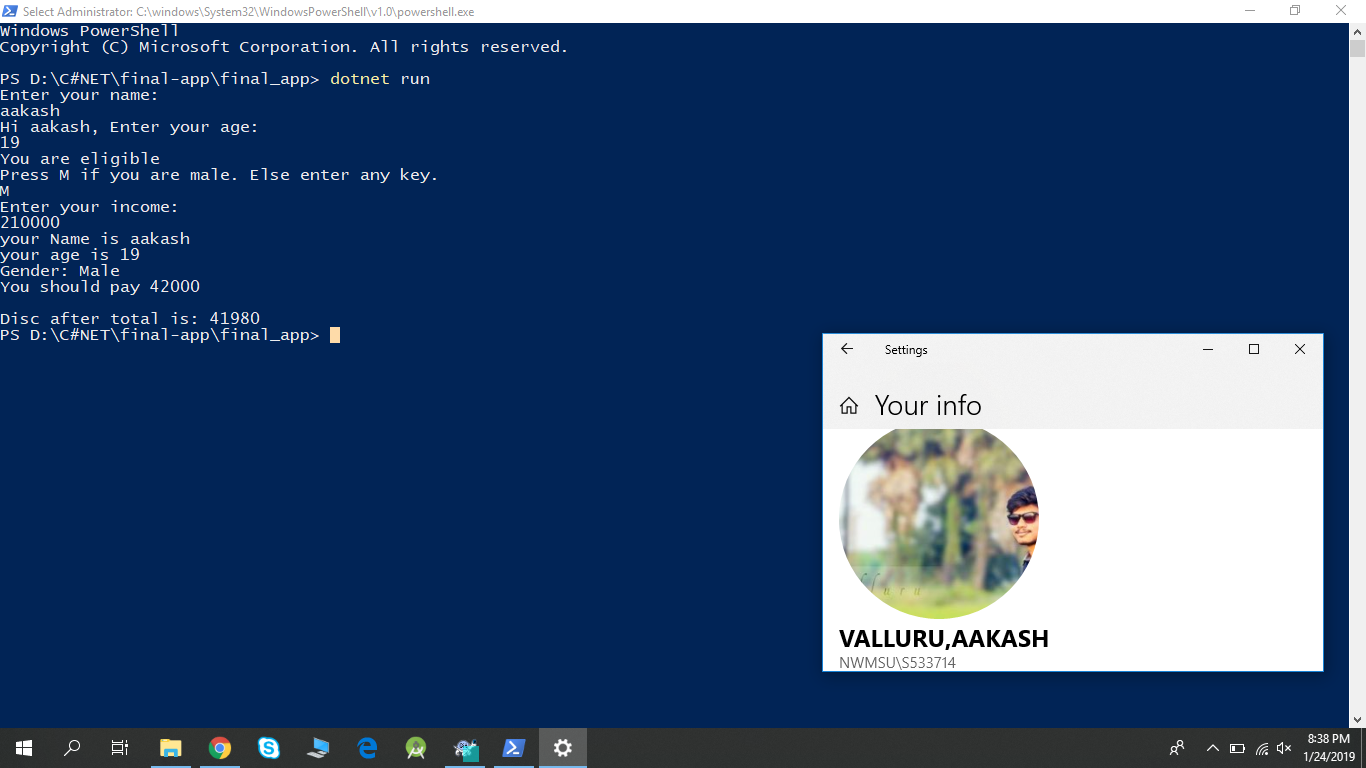 Select Administrator: C:\windows\System32\WindowsPowerShell\v1.0\powershell.exe
Windows PowerShell
Copyright (C) Microsoft Corporation. All rights reserved.
PS D:\C#NET\final-app\final_app> dotnet run
Enter your name:
aakash
Hi aakash, Enter your age:
19
You are eligible
Press M if you are male. Else enter any key.
M
Enter your income:
210000
your Name is aakash
your age is 19
Gender: Male
You should pay 42000
Disc after total is: 41980
PS D:\C#NET\final-app\final_app>
Settings
Your info
VALLURU,AAKASH
NWMSU\S533714
8:38 PM
1/24/2019